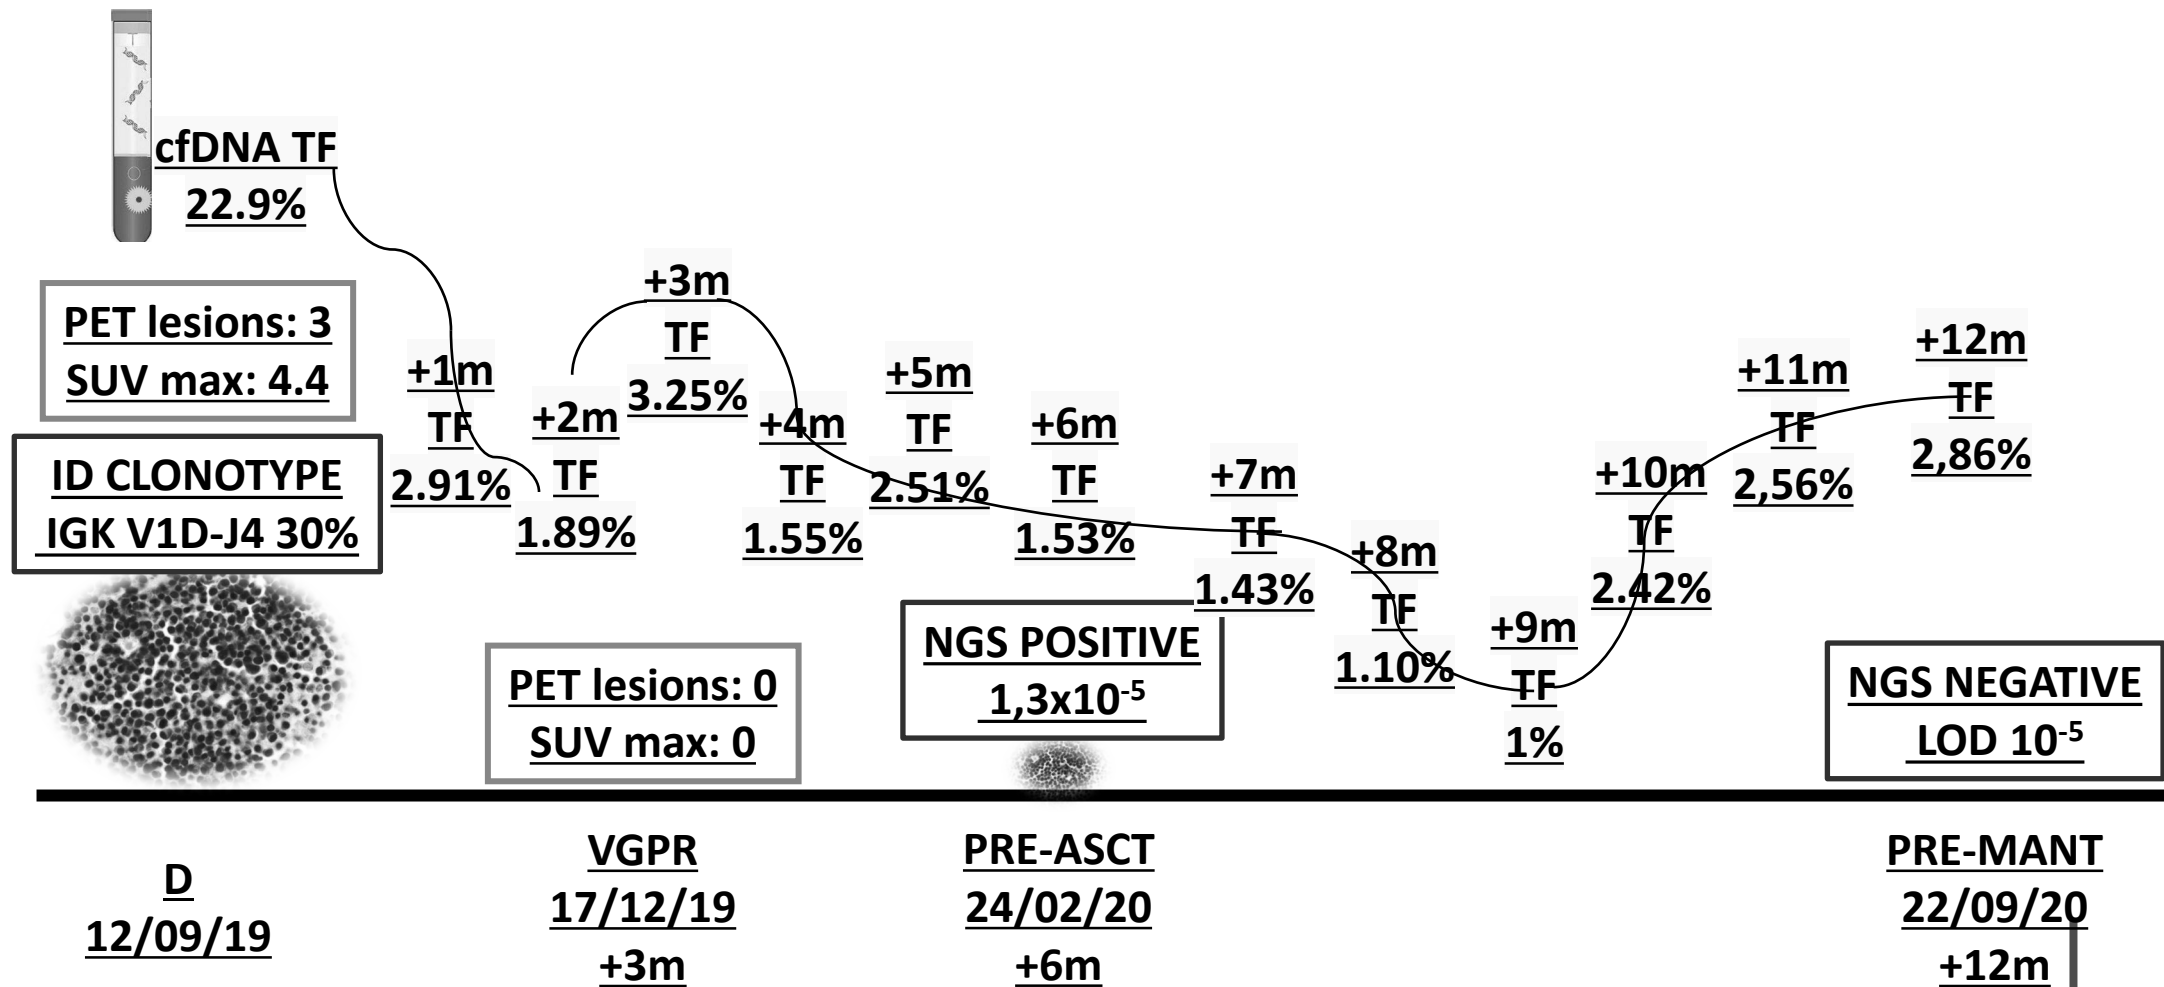 cfDNA TF
22.9%
PET lesions: 3
SUV max: 4.4
ID CLONOTYPE
IGK V1D-J4 30%
+1m
TF
2.91%
+2m
TF
1.89%
+3m
TF
3.25%
+4m
TF
1.55%
+5m
TF
2.51%
+6m
TF
1.53%
+7m
TF
1.43%
+8m
TF
1.10%
+9m
TF
1%
+10m
TF
2.42%
+11m
TF
2,56%
+12m
TF
2,86%
PET lesions: 0
SUV max: 0
NGS POSITIVE
1,3x10⁻⁵
NGS NEGATIVE
LOD 10⁻⁵
D
12/09/19
VGPR
17/12/19
+3m
PRE-ASCT
24/02/20
+6m
PRE-MANT
22/09/20
+12m